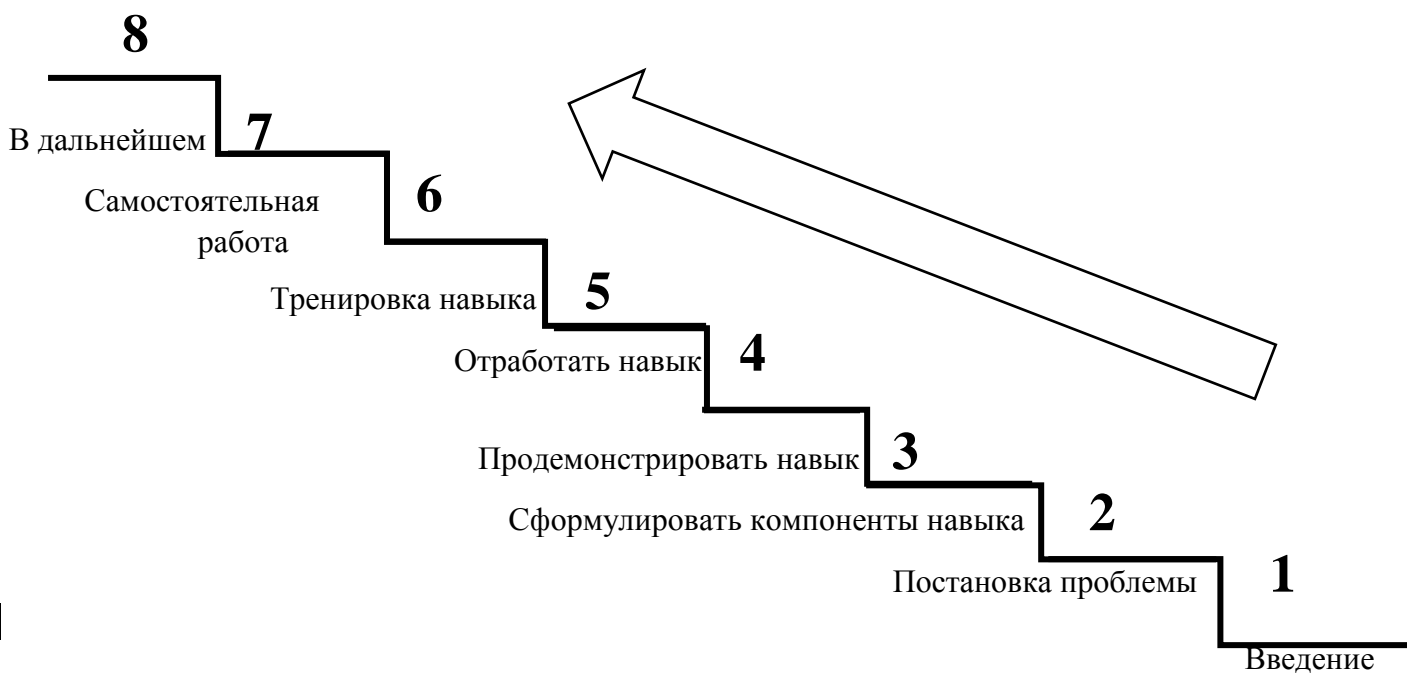 8
В дальнейшем
7
Самостоятельная
работа
6
Тренировка навыка
5
Отработать навык
4
Продемонстрировать навык
3
Сформулировать компоненты навыка
2
Постановка проблемы
1
Введение